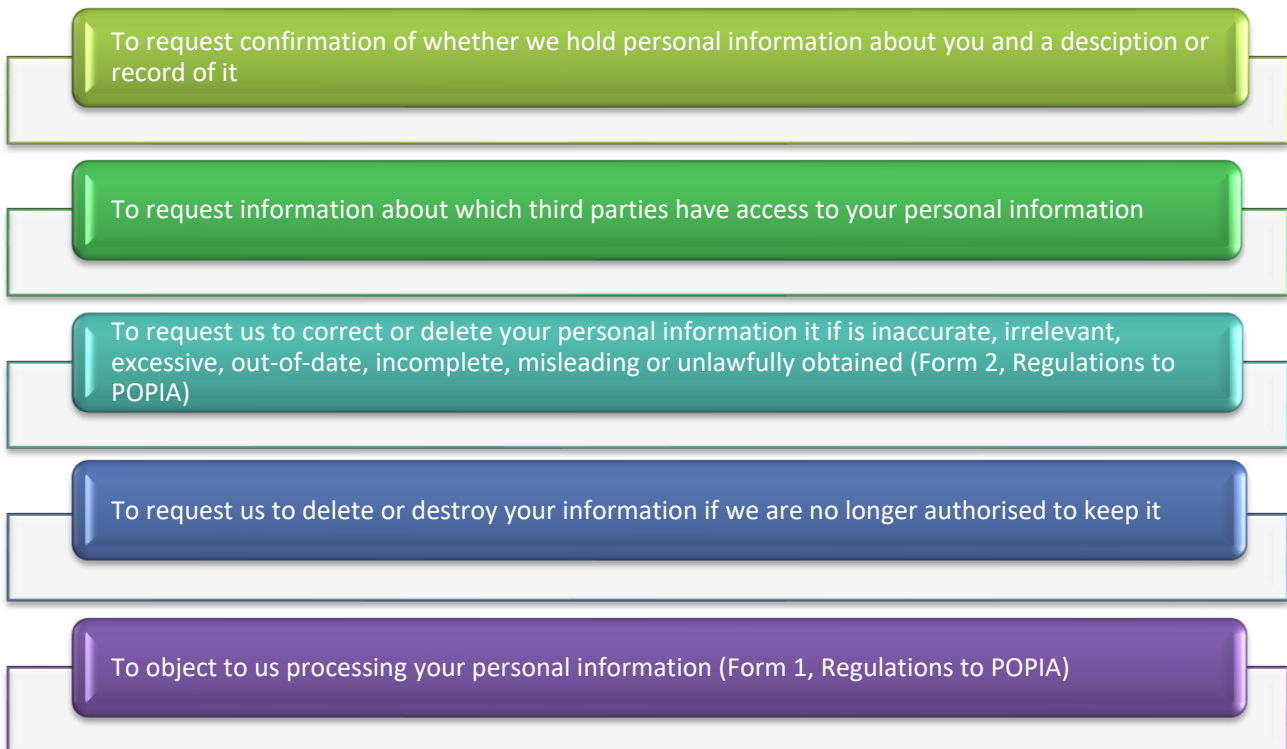 To request confirmation of whether we hold personal information about you and a desciption or
record of it
To request information about which third parties have access to your personal information
To request us to correct or delete your personal information it if is inaccurate, irrelevant,
excessive, out-of-date, incomplete, misleading or unlawfully obtained (Form 2, Regulations to
POPIA)
To request us to delete or destroy your information if we are no longer authorised to keep it
To object to us processing your personal information (Form 1, Regulations to POPIA)